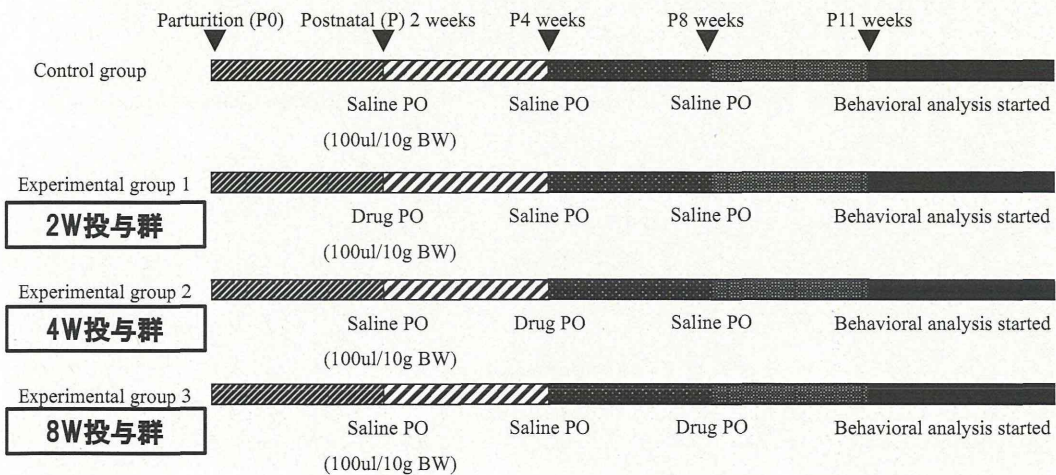 Parturition (P0) Postnatal (P) 2 weeks P4 weeks P8 weeks P11 weeks
Control group
Saline PO Saline PO Saline PO Behavioral analysis started
(100ul/10g BW)
Experimental group 1
2W投与群
Drug PO Saline PO Saline PO Behavioral analysis started
(100ul/10g BW)
Experimental group 2
4W投与群
Saline PO Drug PO Saline PO Behavioral analysis started
(100ul/10g BW)
Experimental group 3
8W投与群
Saline PO Saline PO Drug PO Behavioral analysis started
(100ul/10g BW)